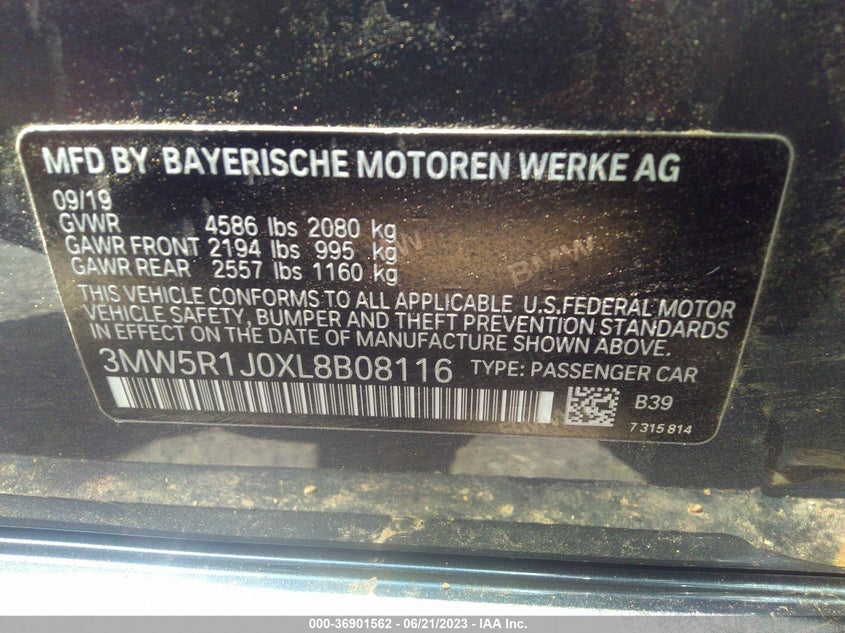 MFD BY BAYERISCHE MOTOREN WERKE AG
09/19
GVWR 4586 lbs 2080 kg
GAWR FRONT 2194 lbs 995 kg
GAWR REAR 2557 lbs 1160 kg
BMW
THIS VEHICLE CONFORMS TO ALL APPLICABLE U.S.FEDERAL MOTOR
VEHICLE SAFETY, BUMPER AND THEFT PREVENTION STANDARDS
IN EFFECT ON THE DATE OF MANUFACTURE SHOWN ABOVE.
3MW5R1J0XL8B08116 TYPE: PASSENGER CAR
B39
7 315 814
000-36901562 - 06/21/2023 - IAA Inc.